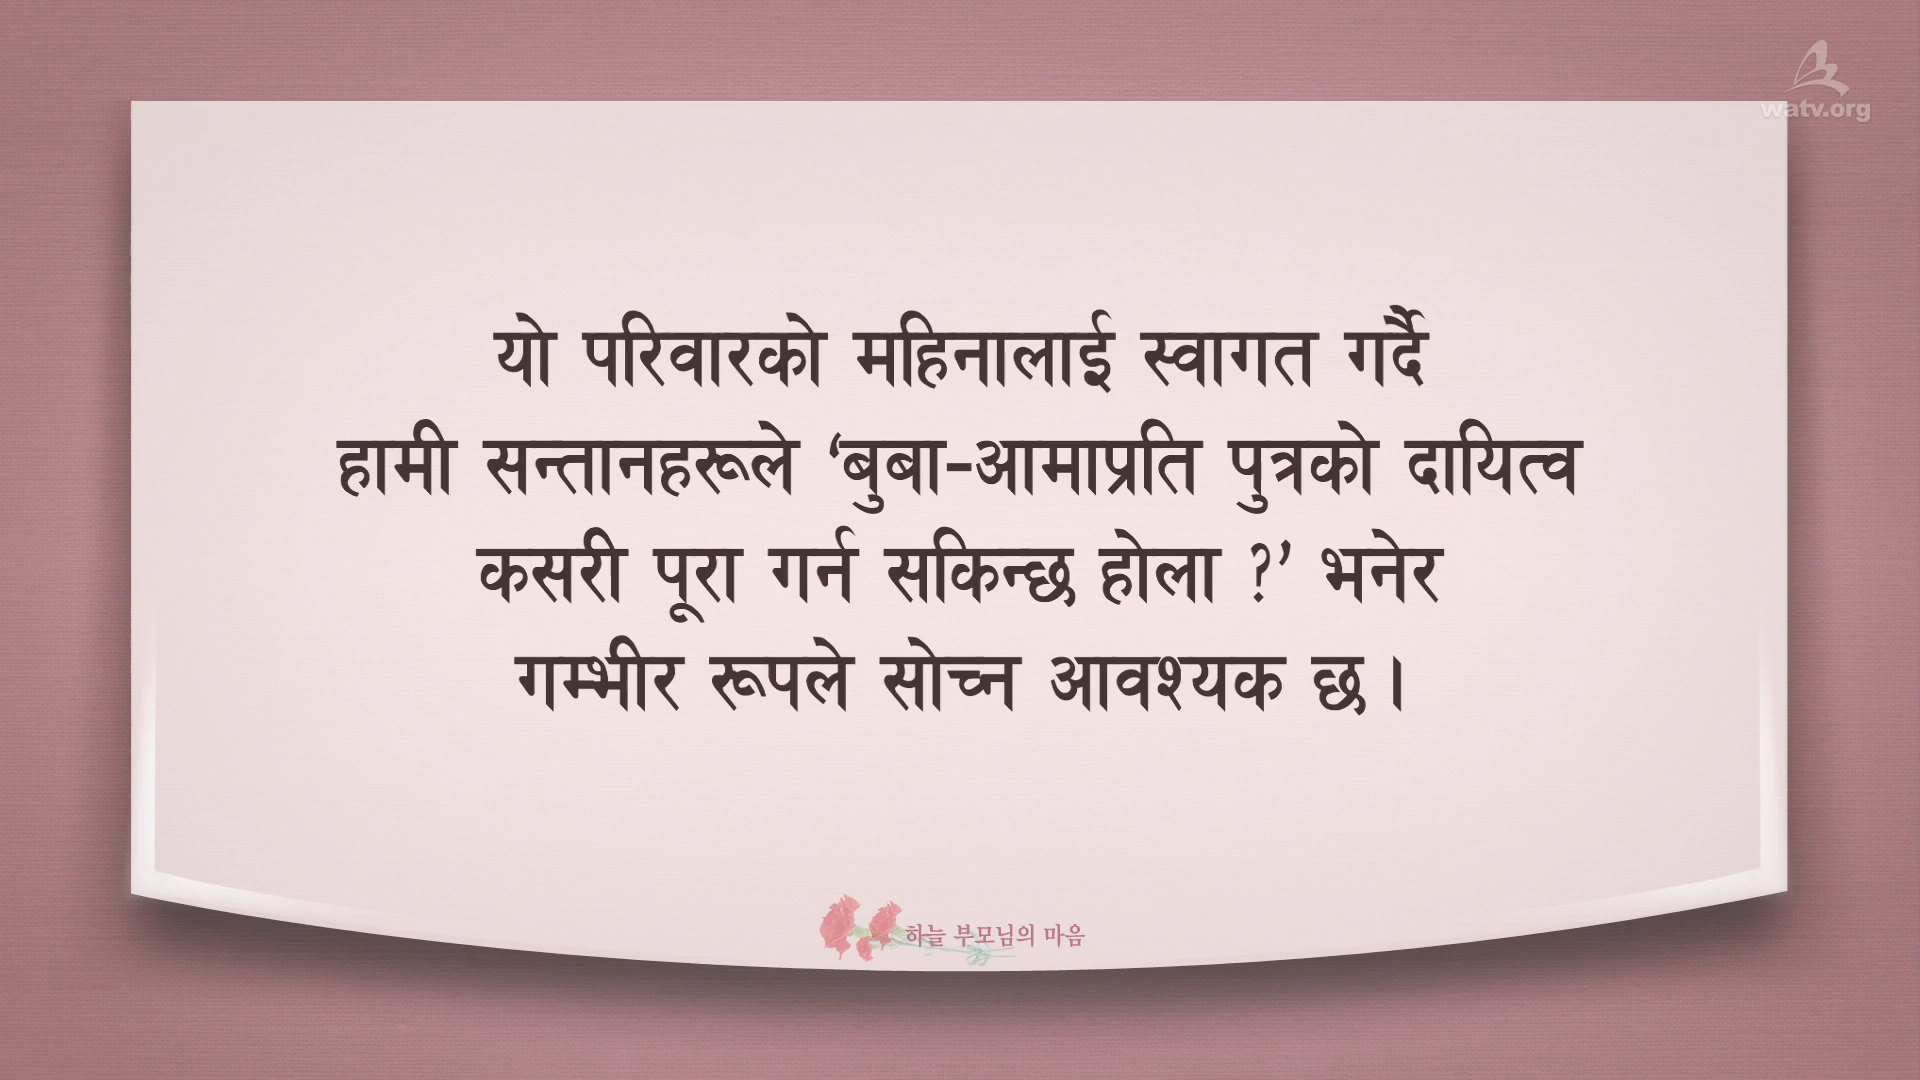 watv.org
यो परिवारको महिनालाई स्वागत गर्दै
हामी सन्तानहरूले ‘बुबा-आमाप्रति पुत्रको दायित्व
कसरी पूरा गर्न सकिन्छ होला ?’ भनेर
गम्भीर रूपले सोच्न आवश्यक छ ।
하늘 부모님의 마음